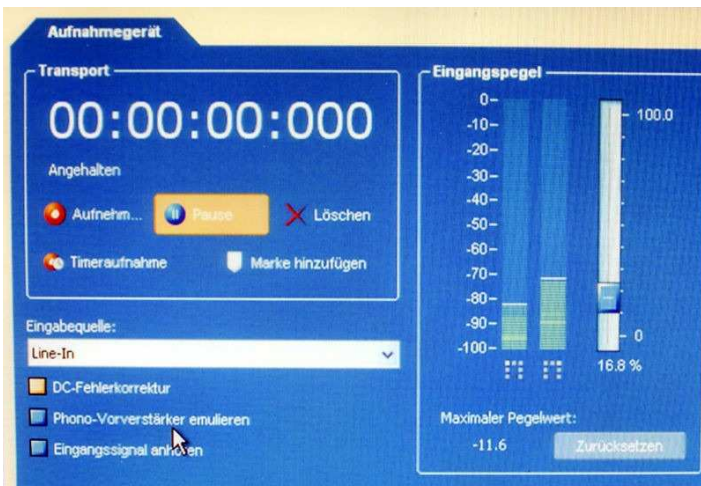 Aufnahmegerät
Transport
00:00:00:000
Angehalten
Aufnehm...
Pause
Löschen
Timeraufnahme
Marke hinzufügen
Eingabequelle:
Line-In
DC-Fehlerkorrektur
Phono-Vorverstärker emulieren
Eingangssignal anhören
Eingangspegel
0-
-10-
-20-
-30-
-40-
-50-
-60-
-70-
-80-
-90-
-100-
100.0
0
16.8 %
Maximaler Pegelwert:
-11.6
Zurücksetzen